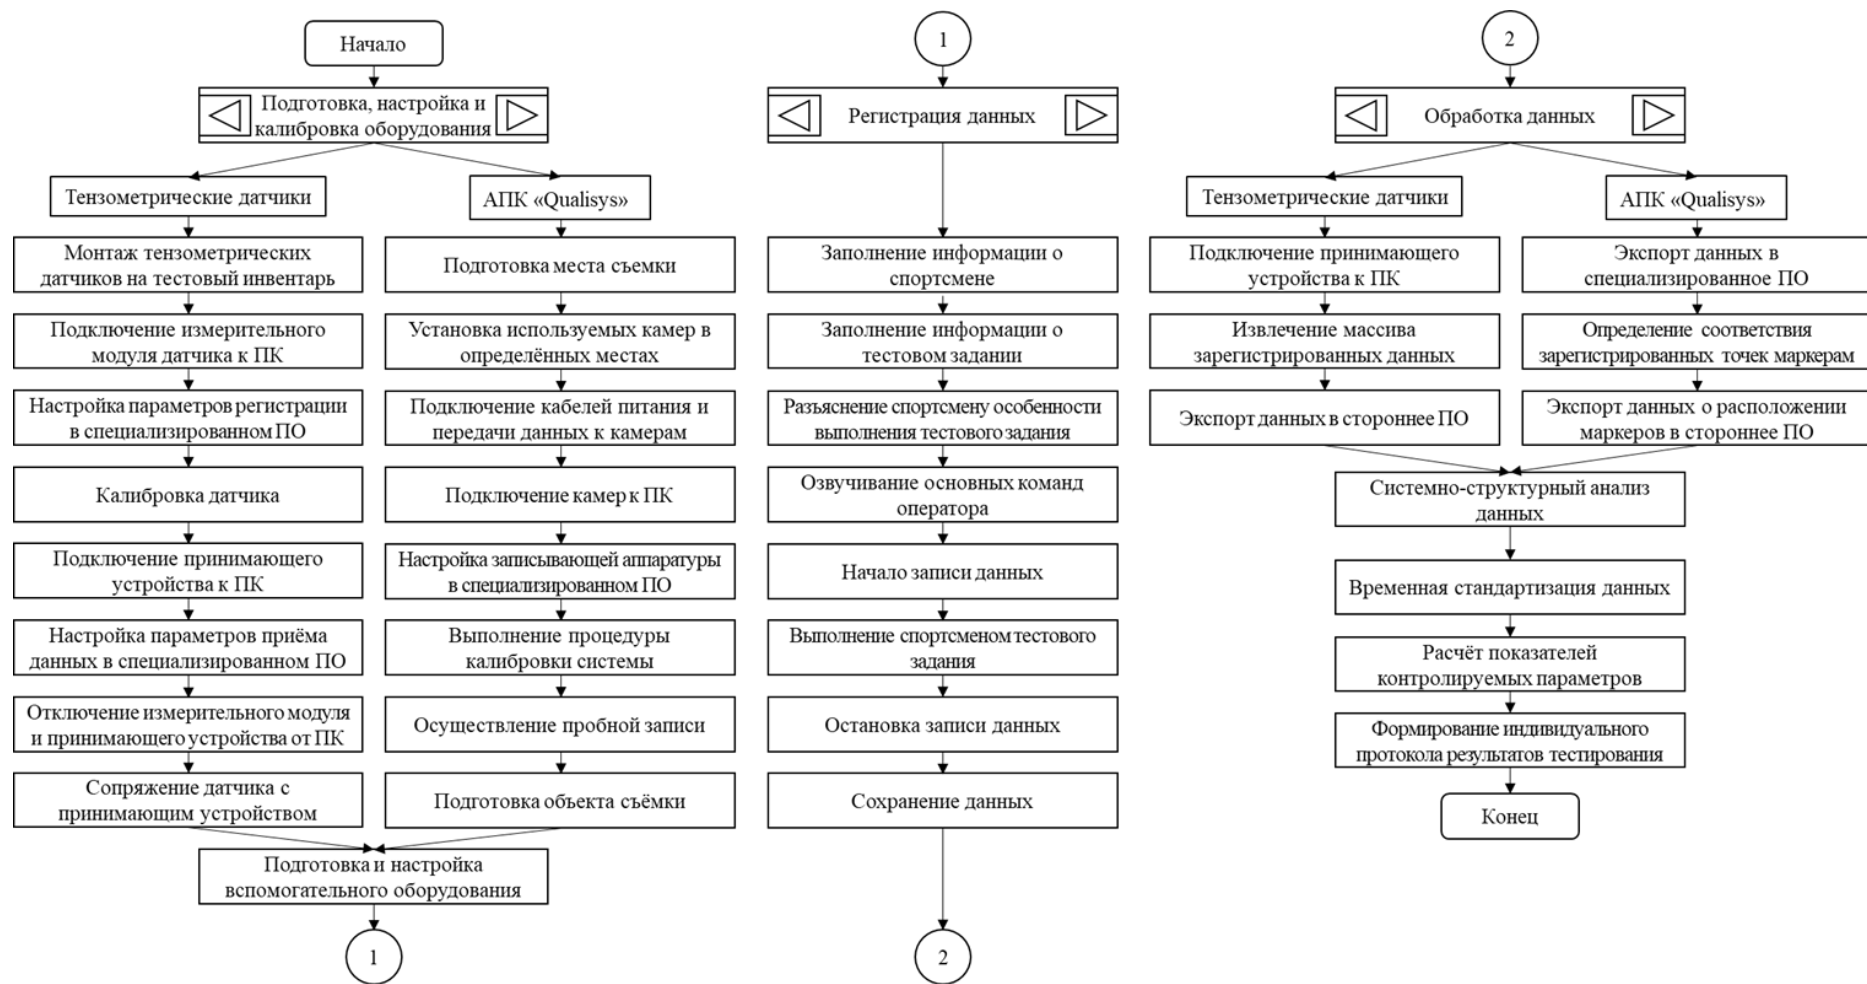 Начало
Подготовка, настройка и
калибровка оборудования
Тензометрические датчики
Монтаж тензометрических
датчиков на тестовый инвентарь
Подключение измерительного
модуля датчика к ПК
Настройка параметров регистрации
в специализированном ПО
Калибровка датчика
Подключение принимающего
устройства к ПК
Настройка параметров приёма
данных в специализированном ПО
Отключение измерительного модуля
и принимающего устройства от ПК
Сопряжение датчика с
принимающим устройством
АПК «Qualisys»
Подготовка места съемки
Установка используемых камер в
определённых местах
Подключение кабелей питания и
передачи данных к камерам
Подключение камер к ПК
Настройка записывающей аппаратуры
в специализированном ПО
Выполнение процедуры
калибровки системы
Осуществление пробной записи
Подготовка объекта съёмки
Подготовка и настройка
вспомогательного оборудования
1
1
Регистрация данных
Заполнение информации о
спортсмене
Заполнение информации о
тестовом задании
Разъяснение спортсмену особенности
выполнения тестового задания
Озвучивание основных команд
оператора
Начало записи данных
Выполнение спортсменом тестового
задания
Остановка записи данных
Сохранение данных
2
2
Обработка данных
Тензометрические датчики
Подключение принимающего
устройства к ПК
Извлечение массива
зарегистрированных данных
Экспорт данных в стороннее ПО
АПК «Qualisys»
Экспорт данных в
специализированное ПО
Определение соответствия
зарегистрированных точек маркерам
Экспорт данных о расположении
маркеров в стороннее ПО
Системно-структурный анализ
данных
Временная стандартизация данных
Расчёт показателей
контролируемых параметров
Формирование индивидуального
протокола результатов тестирования
Конец